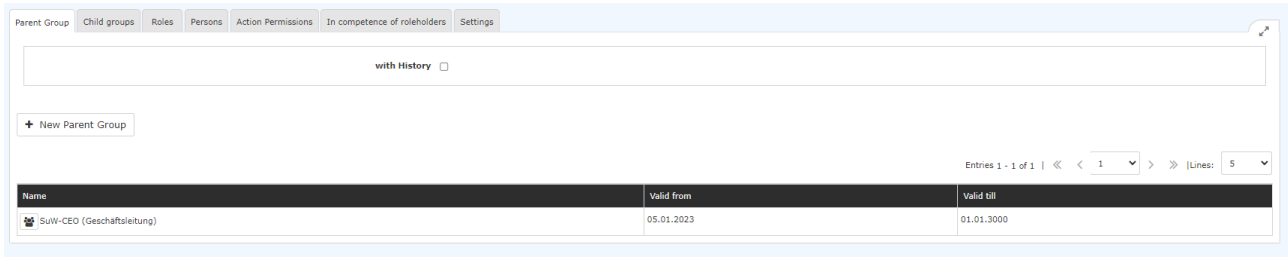 Parent Group Child groups Roles Persons Action Permissions In competence of roleholders Settings
with History
+ New Parent Group
Entries 1 - 1 of 1 | « < 1 > » |Lines: 5
Name Valid from Valid till
SuW-CEO (Geschäftsleitung) 05.01.2023 01.01.3000